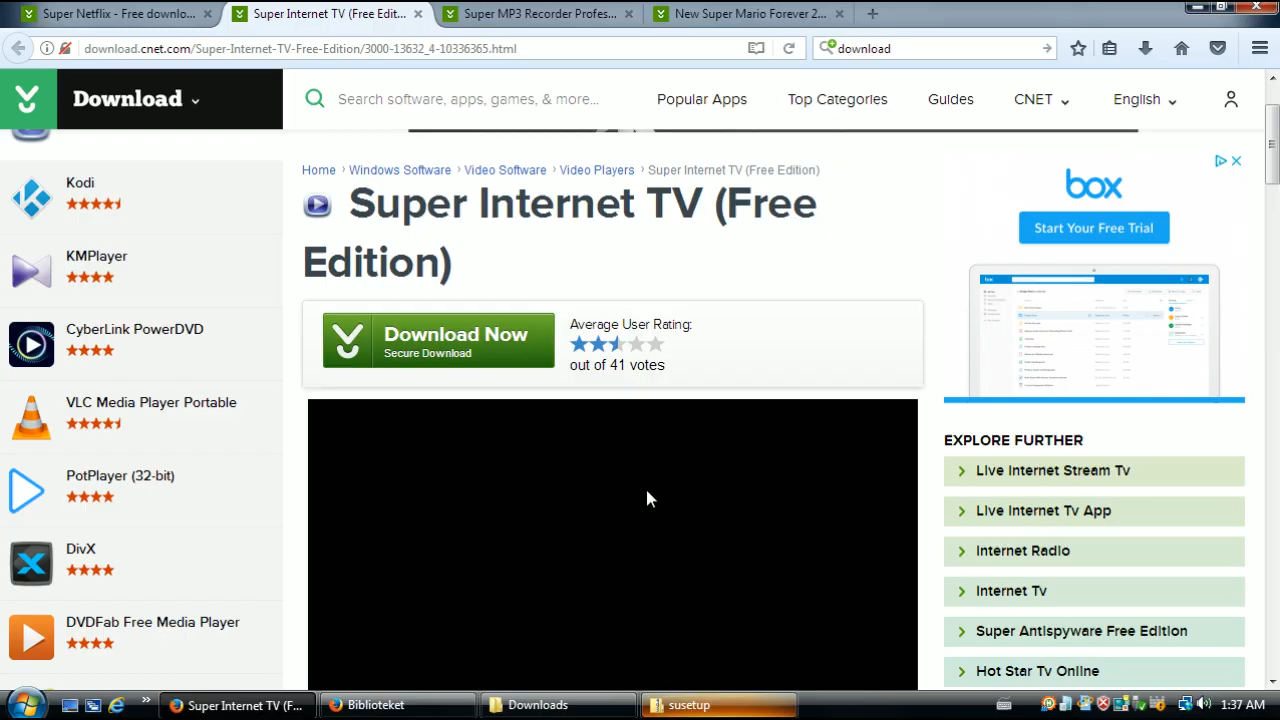 Super Netflix - Free downlo...
Super Internet TV (Free Edit...
Super MP3 Recorder Profess...
New Super Mario Forever 2...
download.cnet.com/Super-Internet-TV-Free-Edition/3000-13632_4-10336365.html
download
Download
Search software, apps, games, & more...
Popular Apps
Top Categories
Guides
CNET
English
Kodi
KMPlayer
CyberLink PowerDVD
VLC Media Player Portable
PotPlayer (32-bit)
DivX
DVDFab Free Media Player
Home › Windows Software › Video Software › Video Players › Super Internet TV (Free Edition)
Super Internet TV (Free
Edition)
Download Now
Secure Download
Average User Rating:
out of 41 votes
box
Start Your Free Trial
EXPLORE FURTHER
Live Internet Stream Tv
Live Internet Tv App
Internet Radio
Internet Tv
Super Antispyware Free Edition
Hot Star Tv Online
Super Internet TV (F...
Biblioteket
Downloads
susetup
1:37 AM